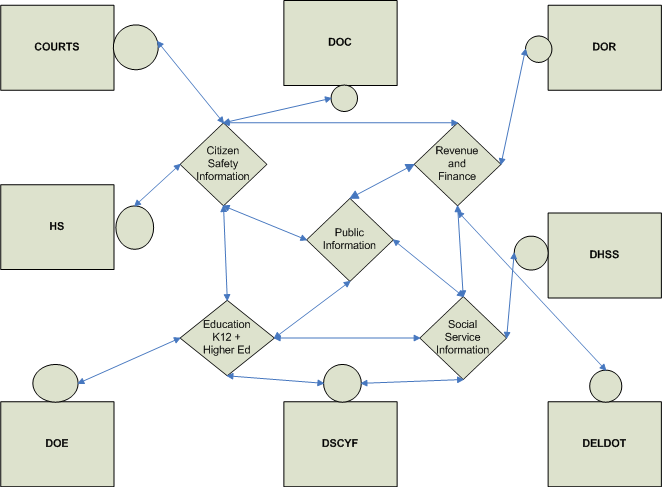 COURTS
DOC
DOR
Citizen
Safety
Information
Revenue
and
Finance
HS
Public
Information
DHSS
Education
K12 +
Higher Ed
Social
Service
Information
DOE
DSCYF
DELDOT